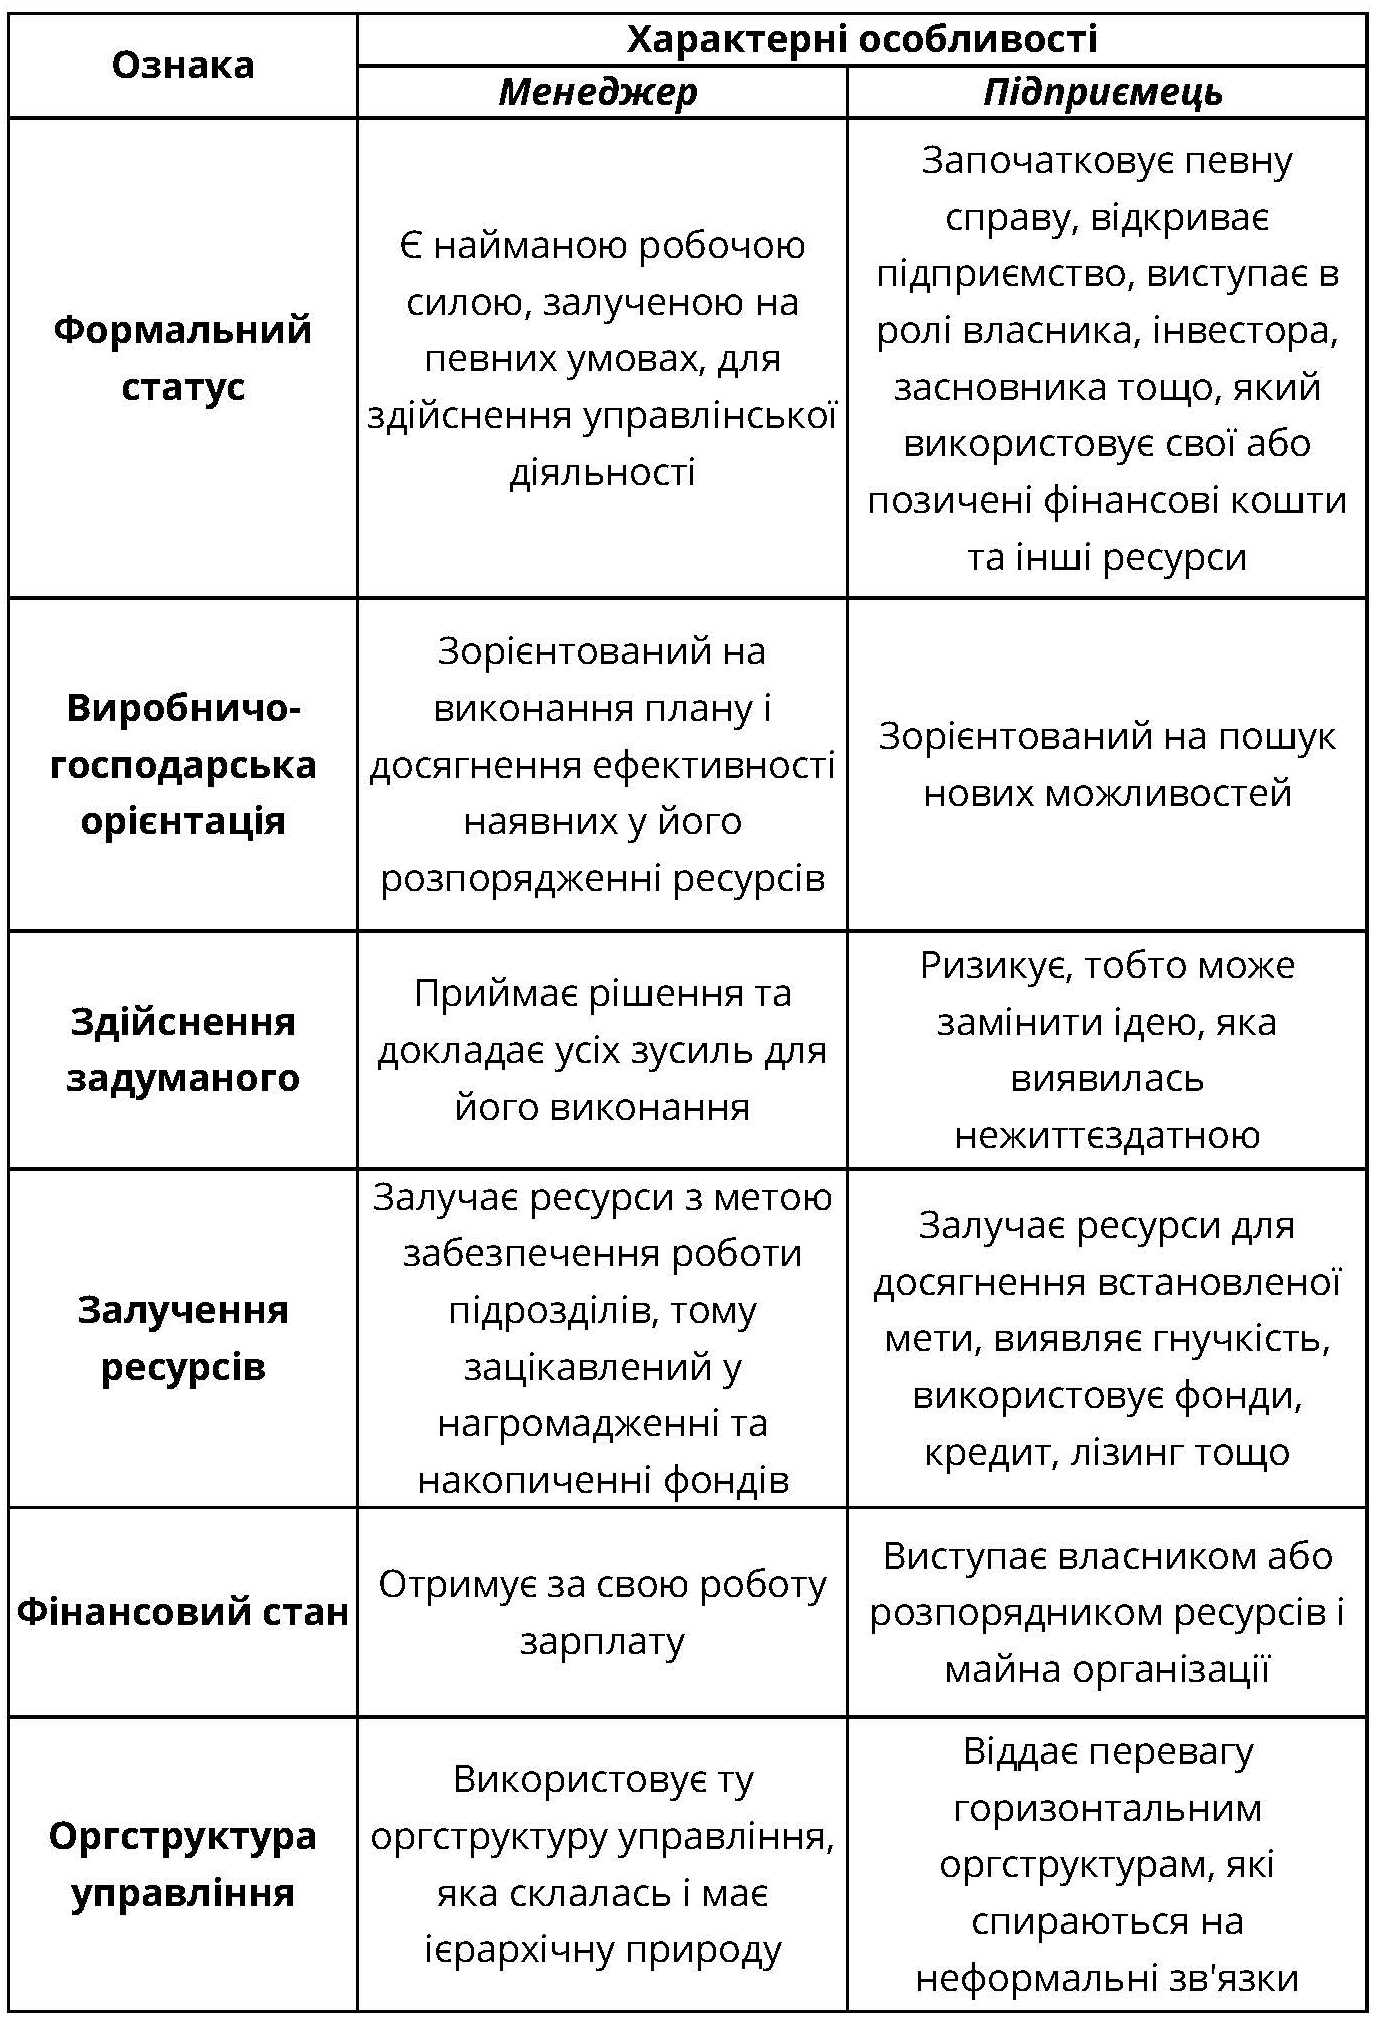 Ознака
Характерні особливості
Менеджер
Підприємець
Формальний
статус
Є найманою робочою
силою, залученою на
певних умовах, для
здійснення управлінської
діяльності
Започатковує певну
справу, відкриває
підприємство, виступає в
ролі власника, інвестора,
засновника тощо, який
використовує свої або
позичені фінансові кошти
та інші ресурси
Виробничо-
господарська
орієнтація
Зорієнтований на
виконання плану і
досягнення ефективності
наявних у його
розпорядженні ресурсів
Зорієнтований на пошук
нових можливостей
Здійснення
задуманого
Приймає рішення та
докладає усіх зусиль для
його виконання
Ризикує, тобто може
замінити ідею, яка
виявилась
нежиттєздатною
Залучення
ресурсів
Залучає ресурси з метою
забезпечення роботи
підрозділів, тому
зацікавлений у
нагромадженні та
накопиченні фондів
Залучає ресурси для
досягнення встановленої
мети, виявляє гнучкість,
використовує фонди,
кредит, лізинг тощо
Фінансовий стан
Отримує за свою роботу
зарплату
Виступає власником або
розпорядником ресурсів і
майна організації
Оргструктура
управління
Використовує ту
оргструктуру управління,
яка склалась і має
ієрархічну природу
Віддає перевагу
горизонтальним
оргструктурам, які
спираються на
неформальні зв'язки